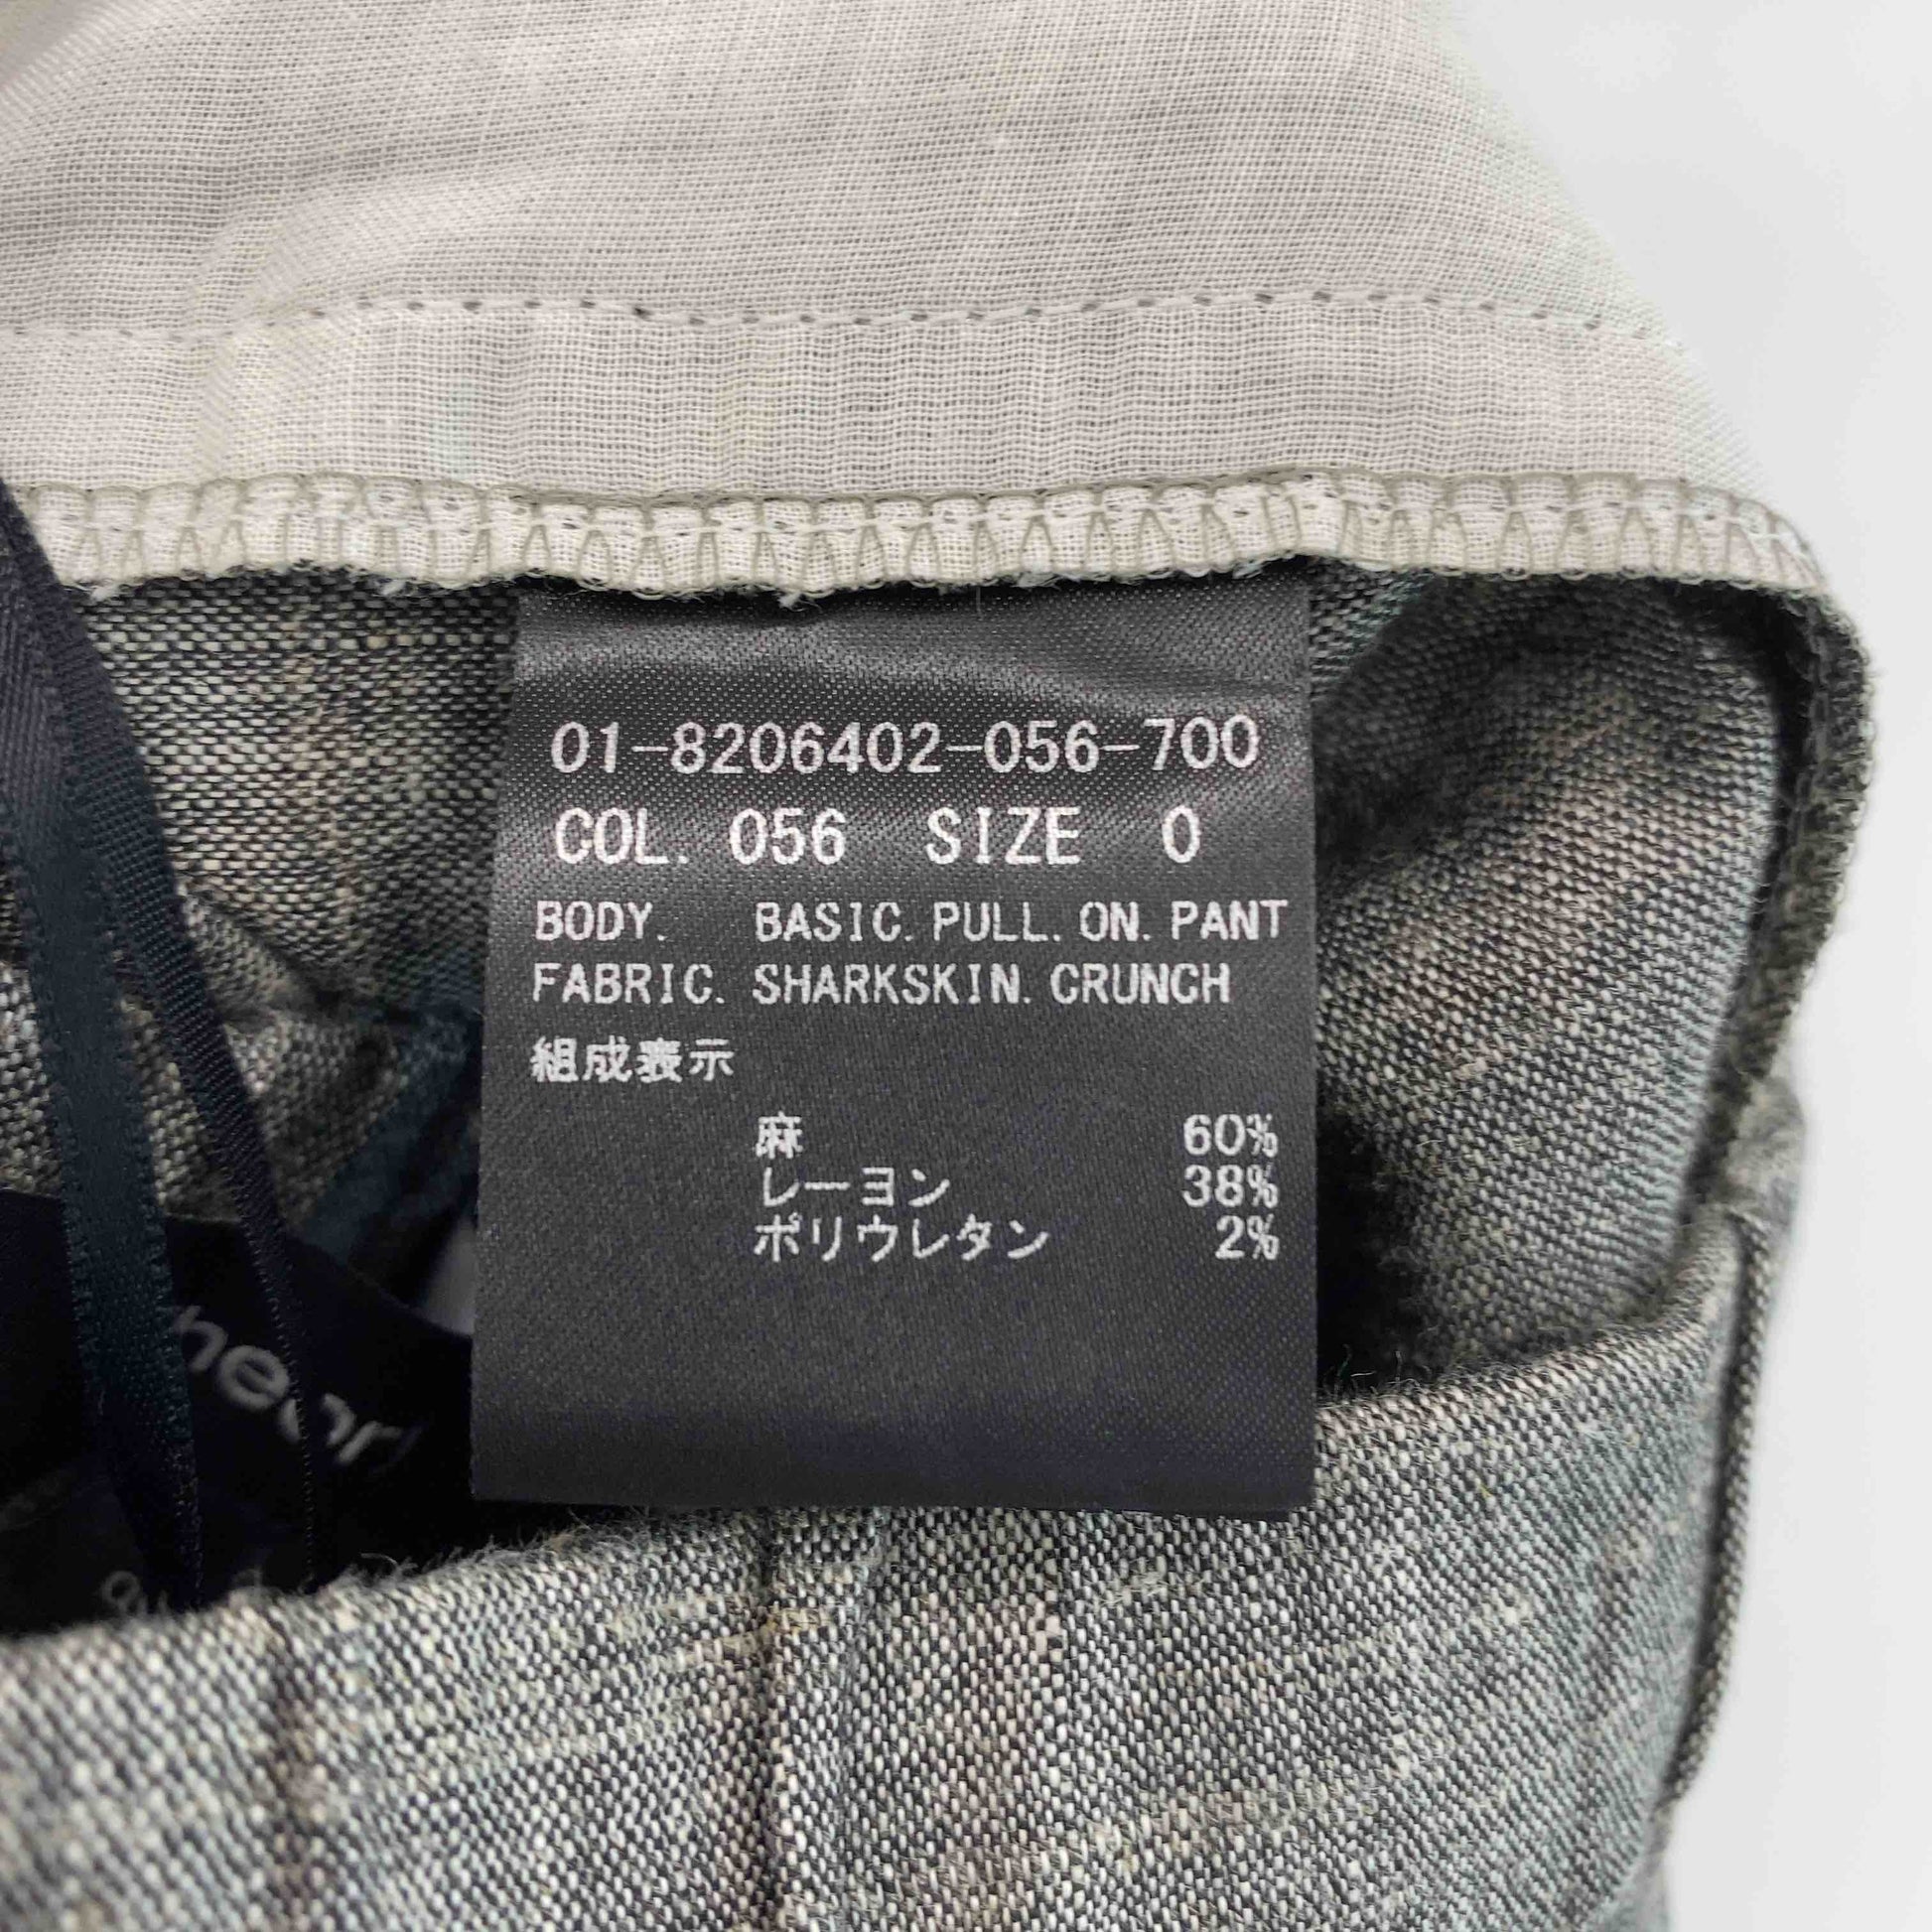 01-8206402-056-700
COL. 056 SIZE 0
BODY. BASIC. PULL. ON. PANT
FABRIC. SHARKSKIN. CRUNCH
組成表示
麻 60%
レーヨン 38%
ポリウレタン 2%
heory